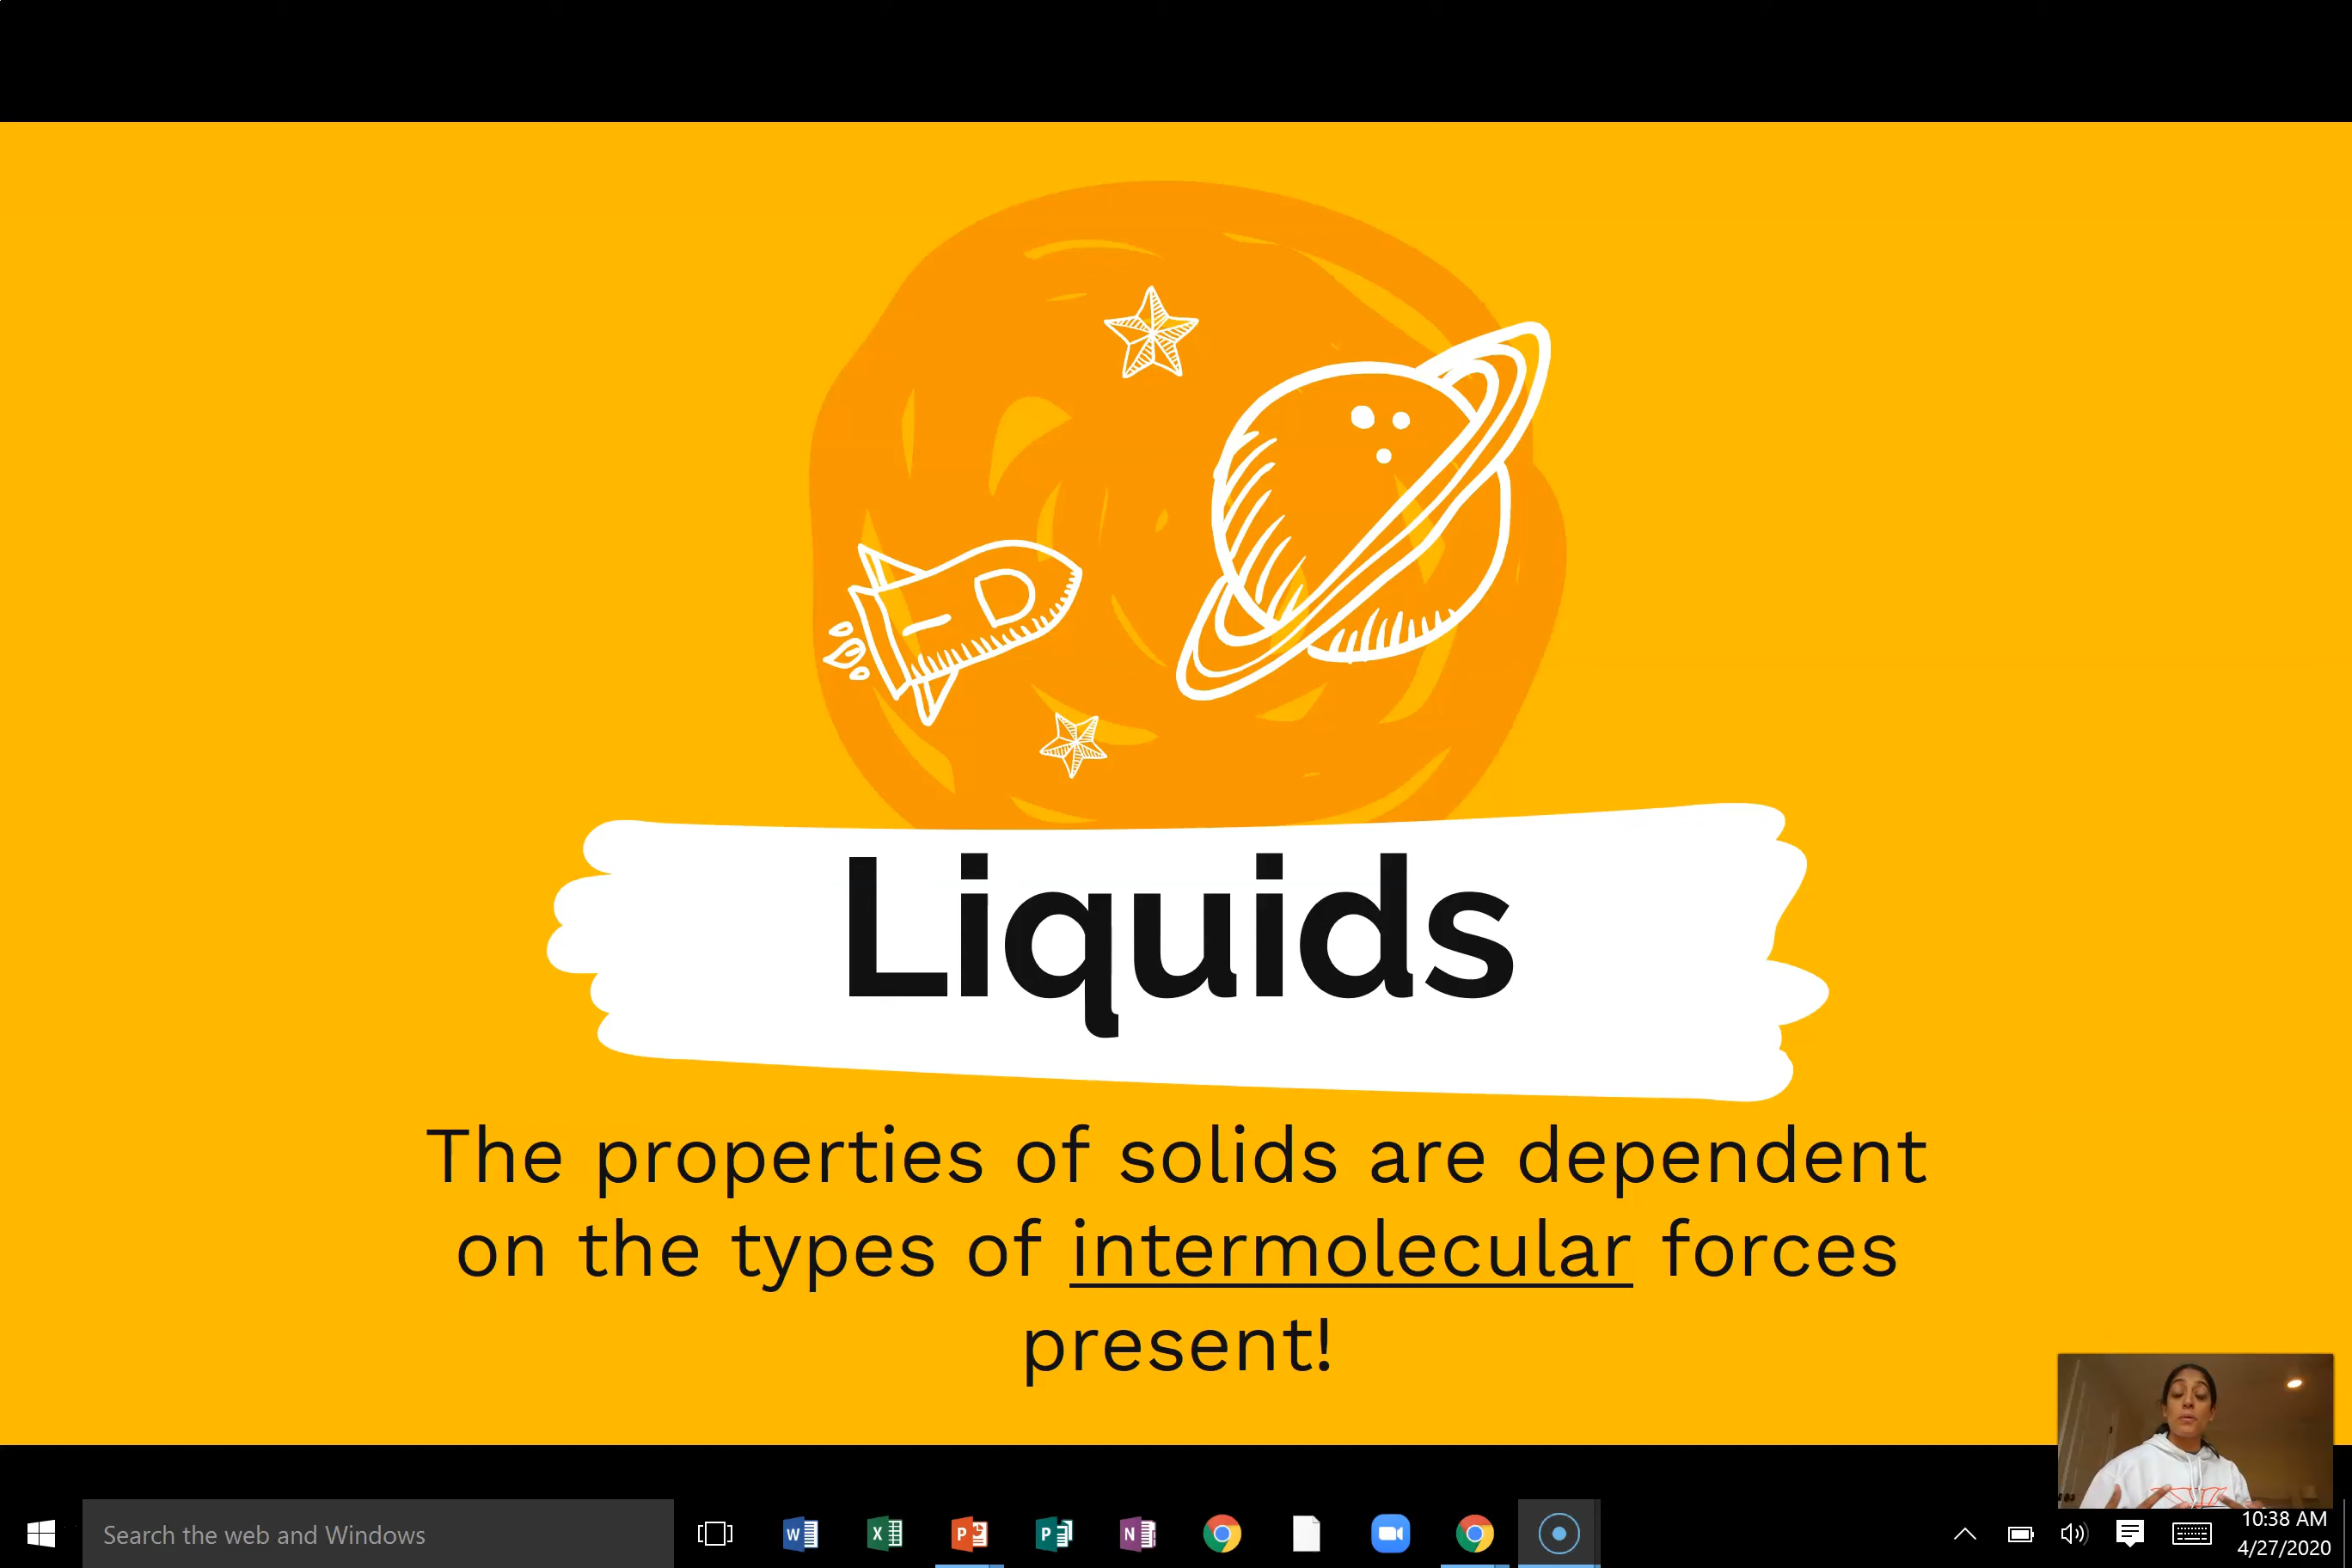 Liquids
The properties of solids are dependent
on the types of intermolecular forces
present!
Search the web and Windows
10:38 AM
4/27/2020